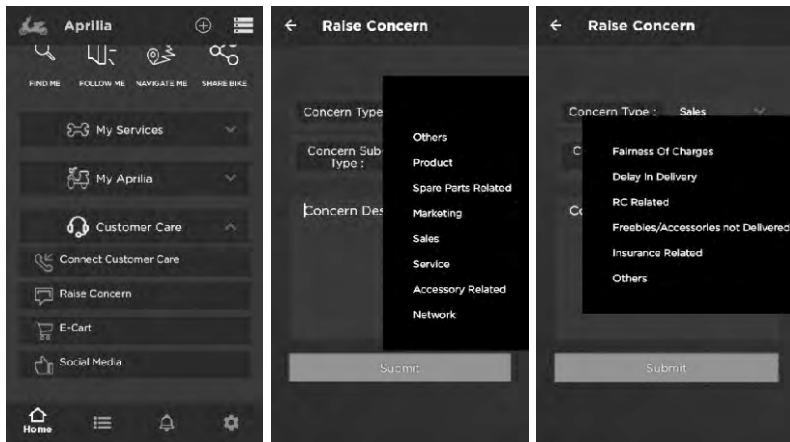 Aprilia
FIND ME FOLLOW ME NAVIGATE ME SHARE BIKE
My Services
My Aprilia
Customer Care
Connect Customer Care
Raise Concern
E-Cart
Social Media
Home
Raise Concern
Concern Type
Concern Sub
Type :
Concern Des
Others
Product
Spare Parts Related
Marketing
Sales
Service
Accessory Related
Network
Submit
Raise Concern
Concern Type : Sales
C
Co
Fairness Of Charges
Delay In Delivery
RC Related
Freebies/Accessories not Delivered
Insurance Related
Others
Submit